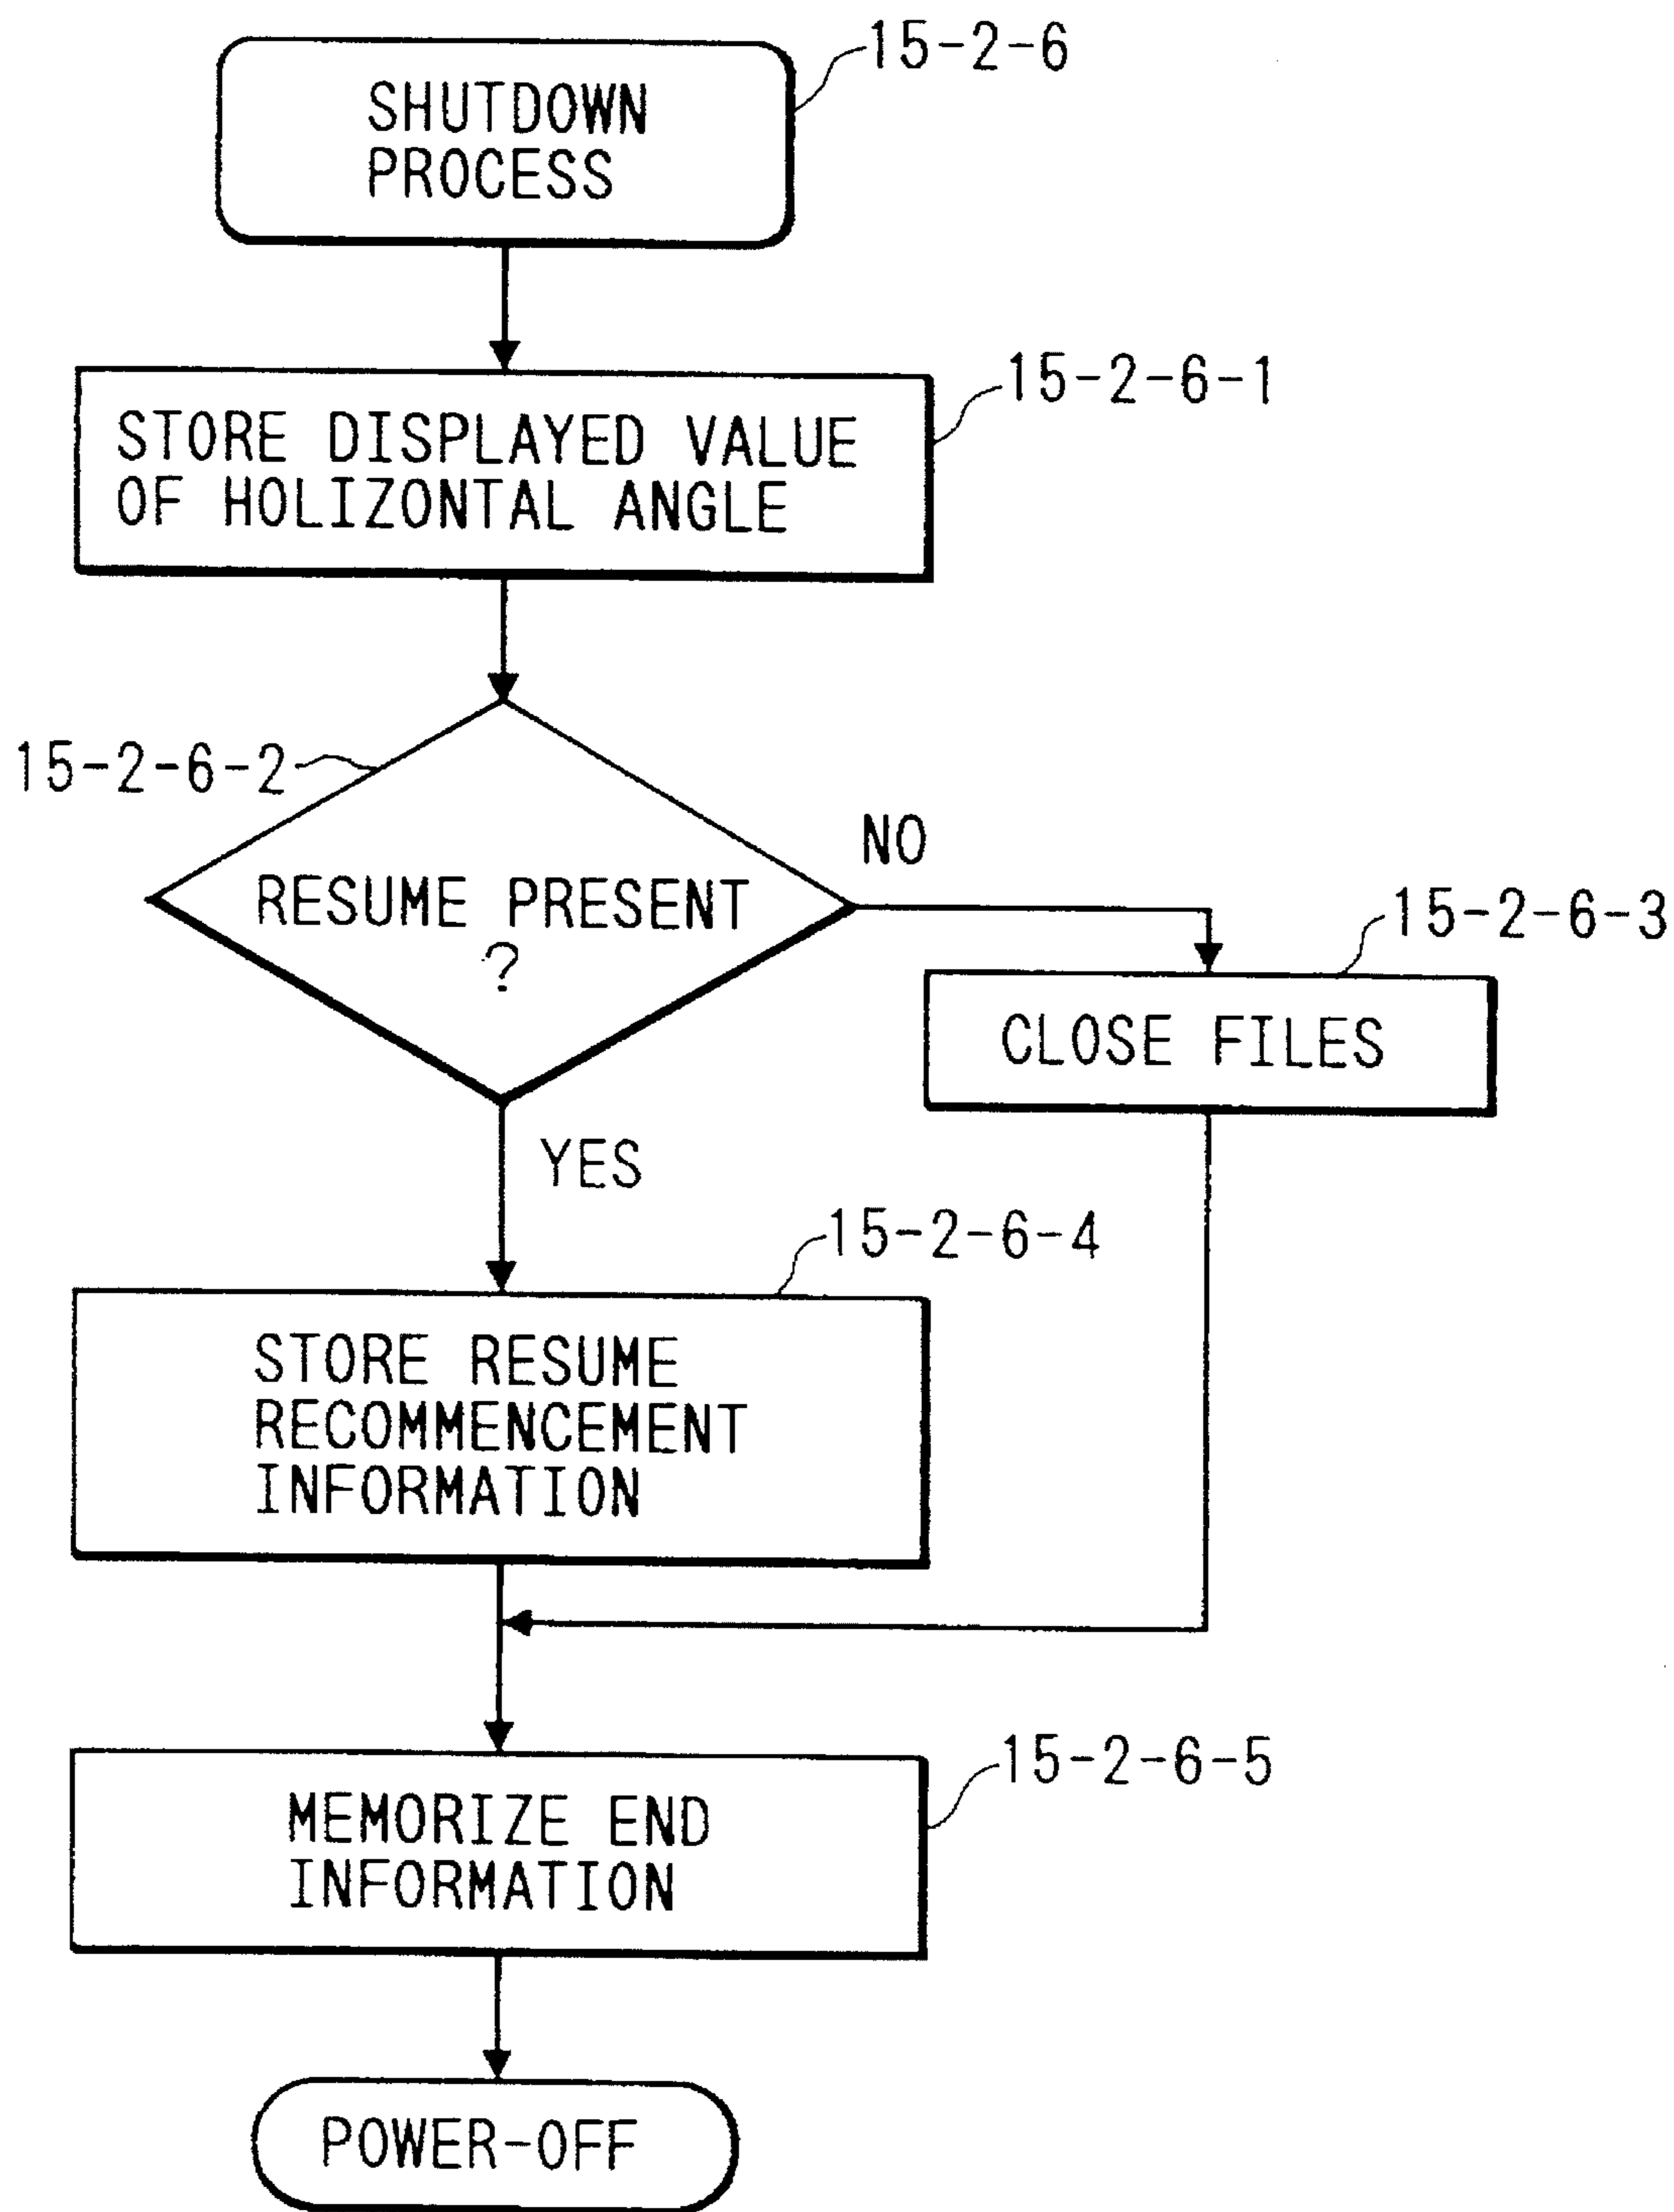 15-2-6
SHUTDOWN
PROCESS
15-2-6-1
STORE DISPLAYED VALUE
OF HOLIZONTAL ANGLE
15-2-6-2
RESUME PRESENT
?
NO
15-2-6-3
CLOSE FILES
YES
15-2-6-4
STORE RESUME
RECOMMENCEMENT
INFORMATION
15-2-6-5
MEMORIZE END
INFORMATION
POWER-OFF